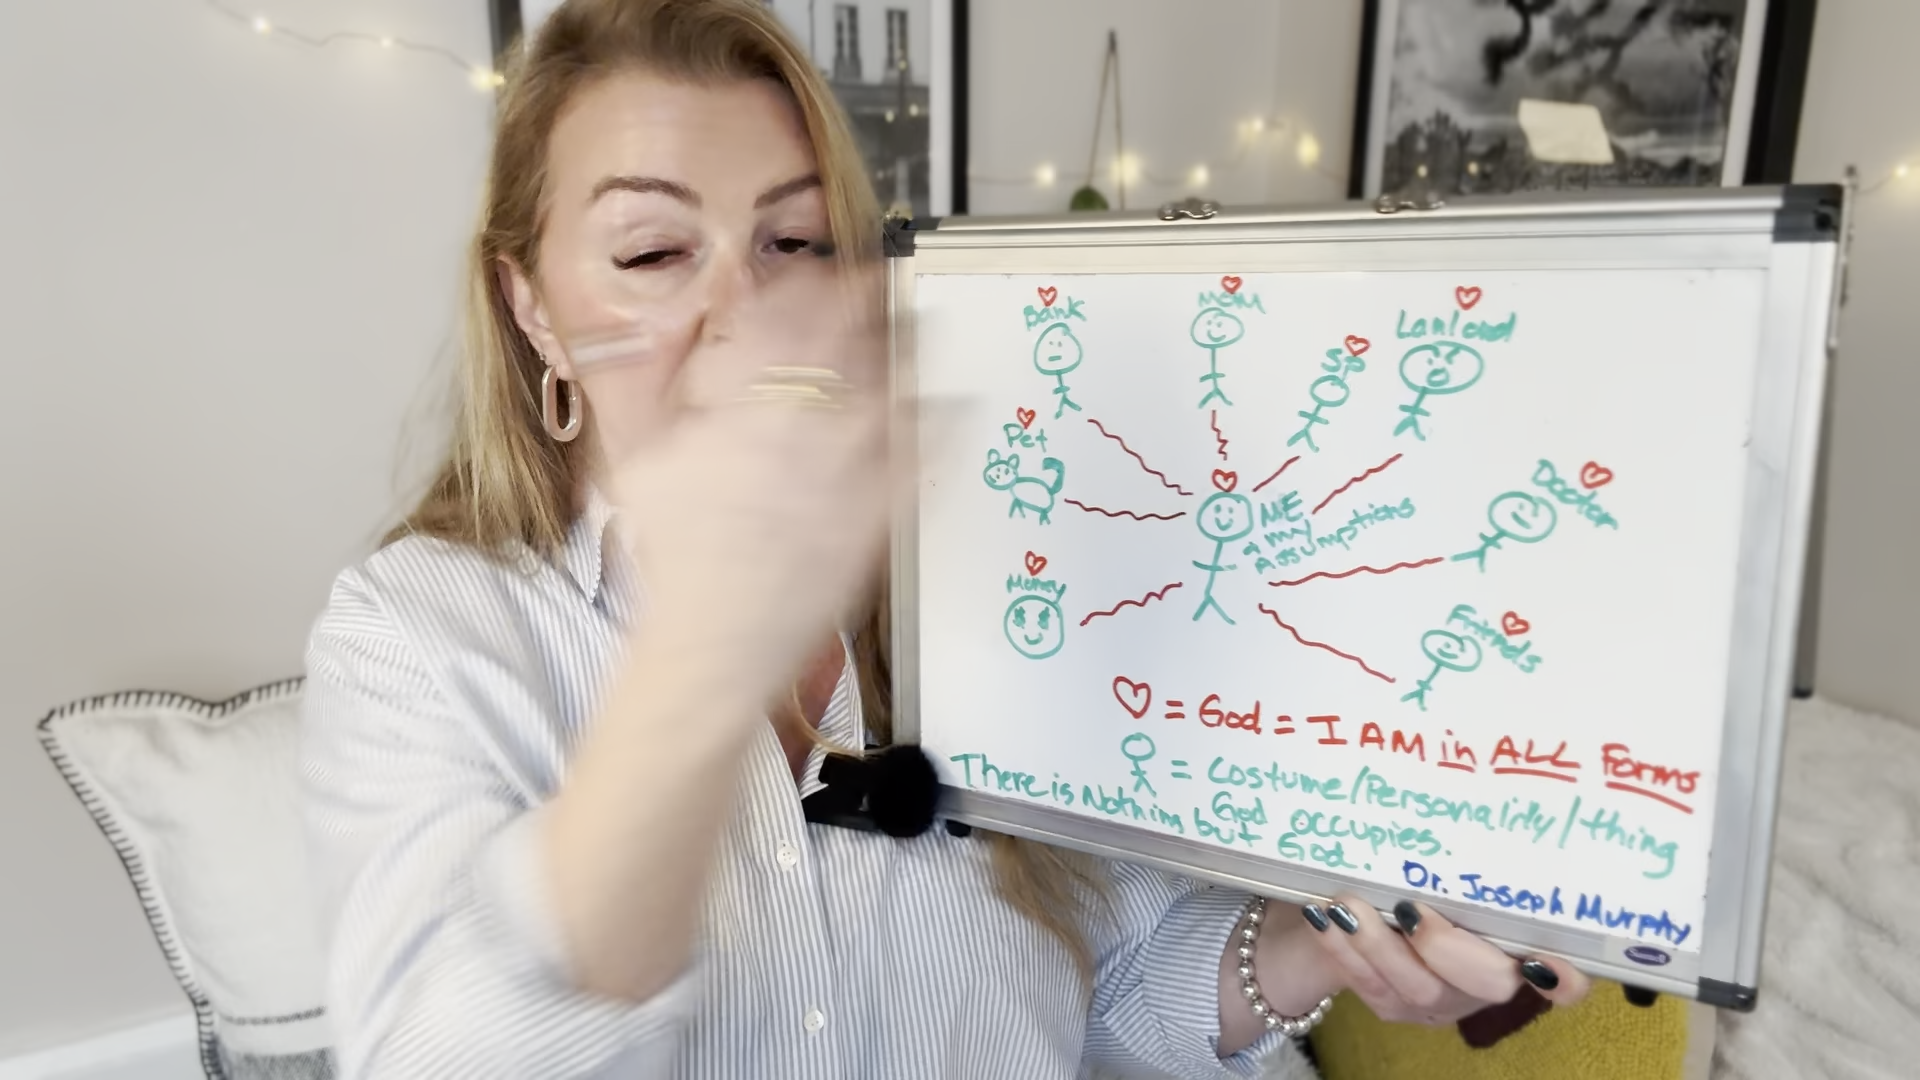 Bank
MOM
SP
Lanlord
Pet
Doctor
ME
& my
Assumptions
Money
Friends
= God = I AM in ALL Forms
= Costume/Personality/thing
God occupies.
There is Nothing but God.
Dr. Joseph Murphy